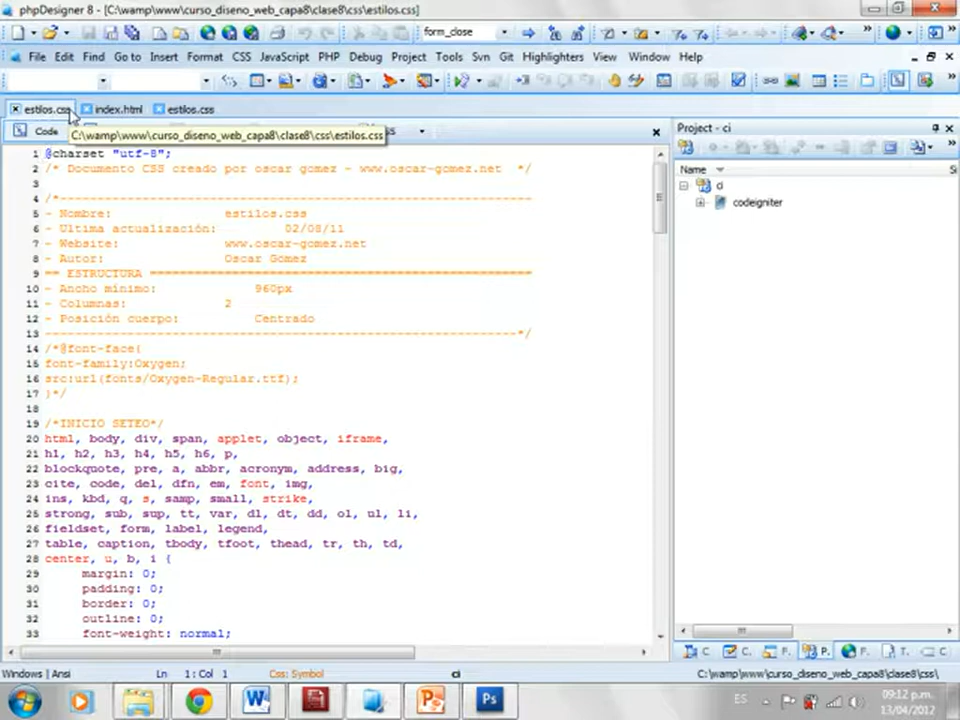 phpDesigner 8 - [C:\wamp\www\curso_diseno_web_capa8\clase8\css\estilos.css]
form_close
File Edit Find Go to Insert Format CSS JavaScript PHP Debug Project Tools Svn Git Highlighters View Window Help
estilos.css index.html estilos.css
Code
C:\wamp\www\curso_diseno_web_capa8\clase8\css\estilos.css
Project - ci
Name
ci
codeigniter
1 @charset "utf-8";
2 /* Documento CSS creado por oscar gomez - www.oscar-gomez.net */
3
4 /*---------------------------------------------------------------
5 - Nombre: estilos.css
6 - Ultima actualización: 02/08/11
7 - Website: www.oscar-gomez.net
8 - Autor: Oscar Gomez
9 == ESTRUCTURA ===================================================
10 - Ancho mínimo: 960px
11 - Columnas: 2
12 - Posición cuerpo: Centrado
13 ---------------------------------------------------------------*/
14 /*@font-face{
15 font-family:Oxygen;
16 src:url(fonts/Oxygen-Regular.ttf);
17 }*/
18
19 /*INICIO SETEO*/
20 html, body, div, span, applet, object, iframe,
21 h1, h2, h3, h4, h5, h6, p,
22 blockquote, pre, a, abbr, acronym, address, big,
23 cite, code, del, dfn, em, font, img,
24 ins, kbd, q, s, samp, small, strike,
25 strong, sub, sup, tt, var, dl, dt, dd, ol, ul, li,
26 fieldset, form, label, legend,
27 table, caption, tbody, tfoot, thead, tr, th, td,
28 center, u, b, i {
29 margin: 0;
30 padding: 0;
31 border: 0;
32 outline: 0;
33 font-weight: normal;
C C. F. P. F. T. C
Windows | Ansi Ln 1 : Col 1 Css: Symbol ci C:\wamp\www\curso_diseno_web_capa8\clase8\css\
ES 09:12 p.m.
13/04/2012